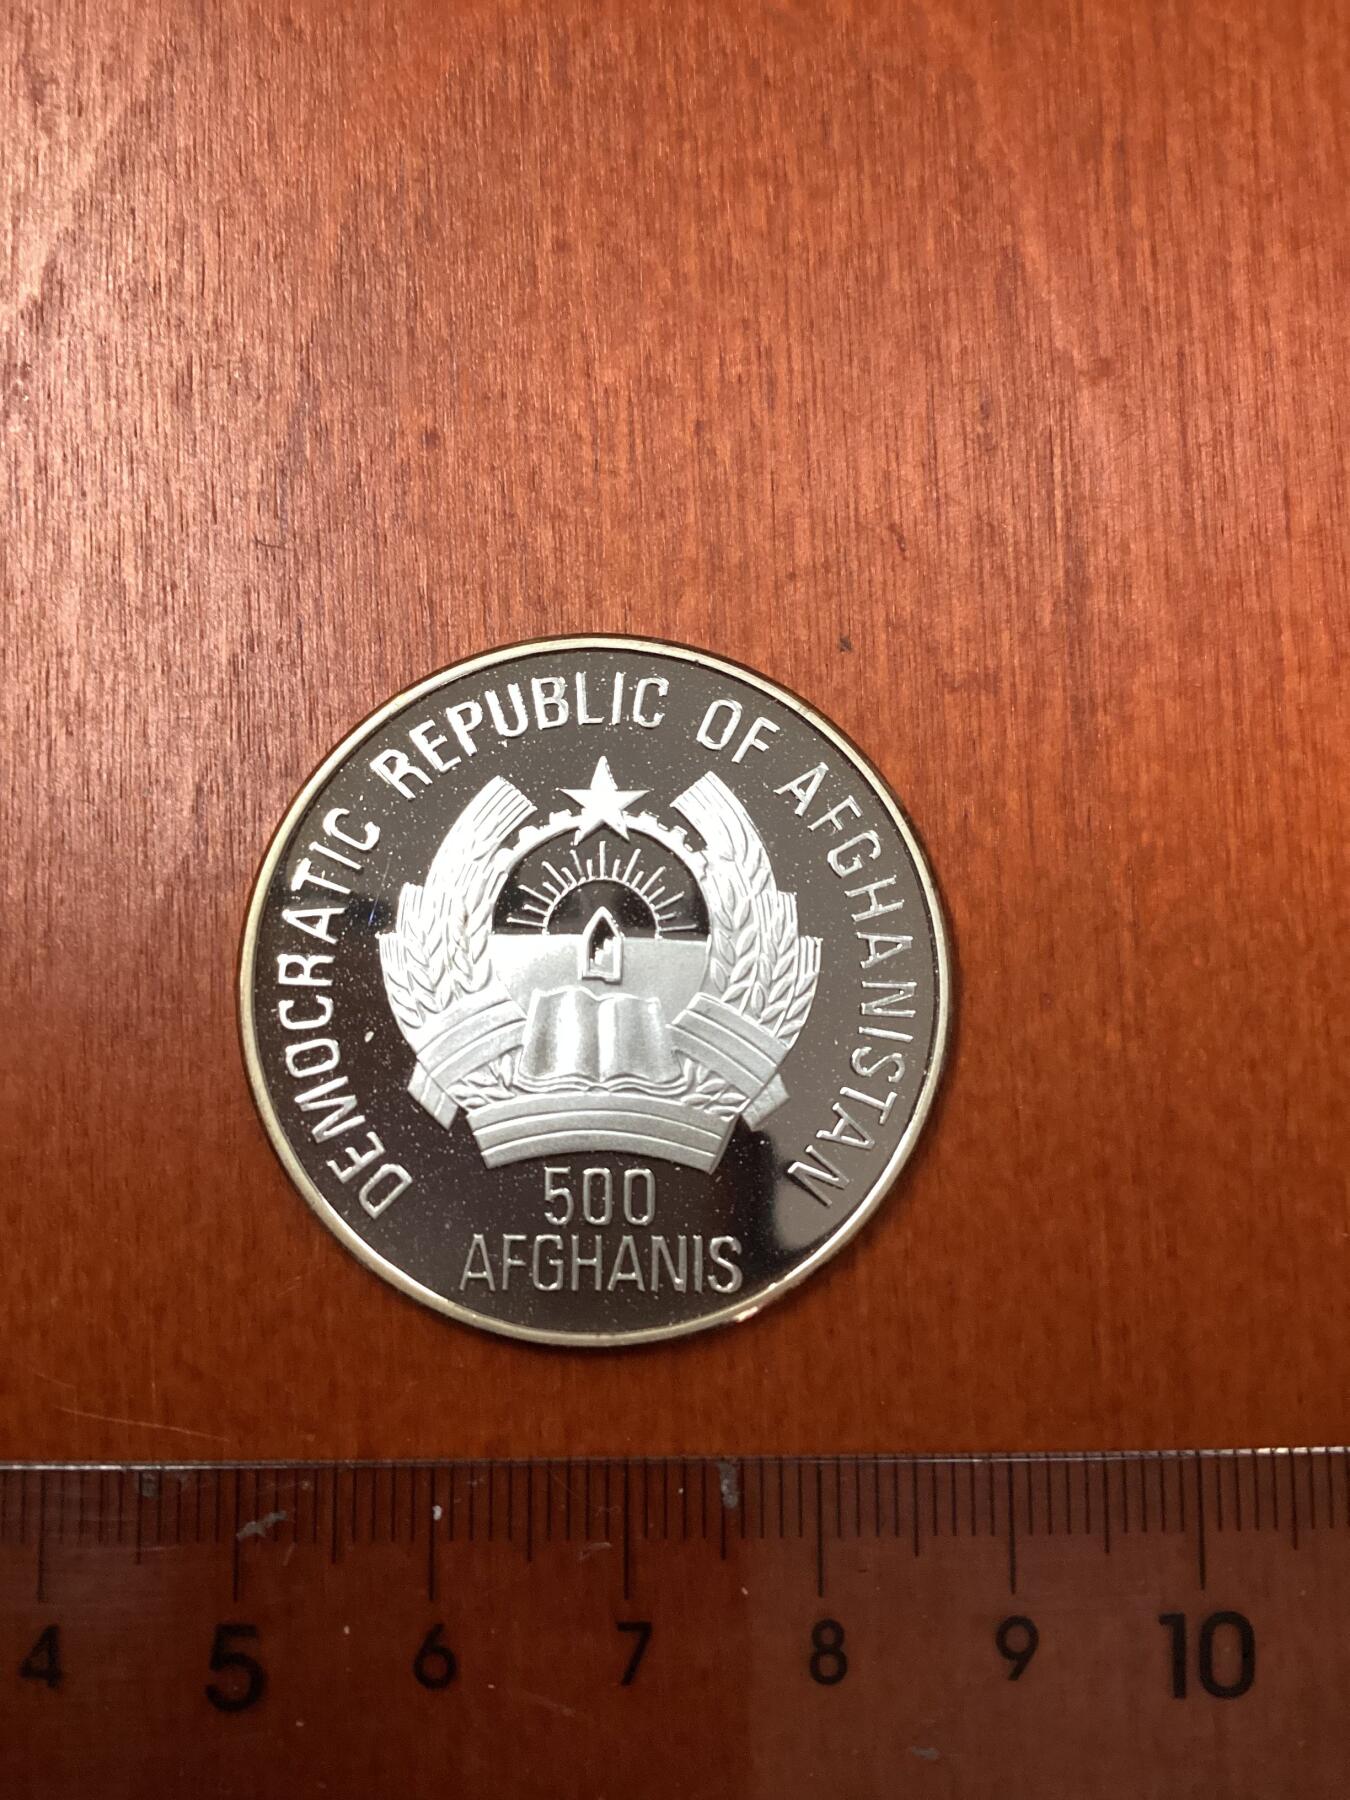 DEMOCRATIC REPUBLIC OF AFGHANISTAN
500
AFGHANIS
4 5 6 7 8 9 10